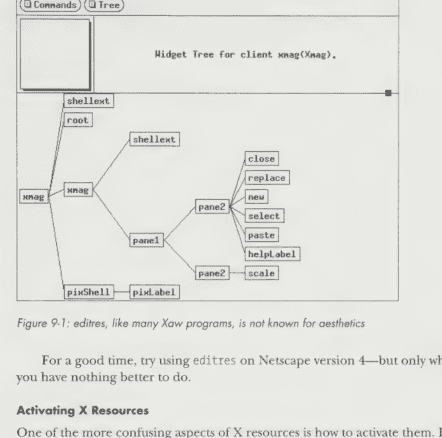 Commands Tree
Widget Tree for client xmag(Xmag).
shellext
root
shellext
close
replace
xmag xmag pane2 new
select
pane1 paste
helpLabel
pane2 scale
pixShell pixLabel
Figure 9-1: editres, like many Xaw programs, is not known for aesthetics
For a good time, try using editres on Netscape version 4—but only
you have nothing better to do.
Activating X Resources
One of the more confusing aspects of X resources is how to activate them.